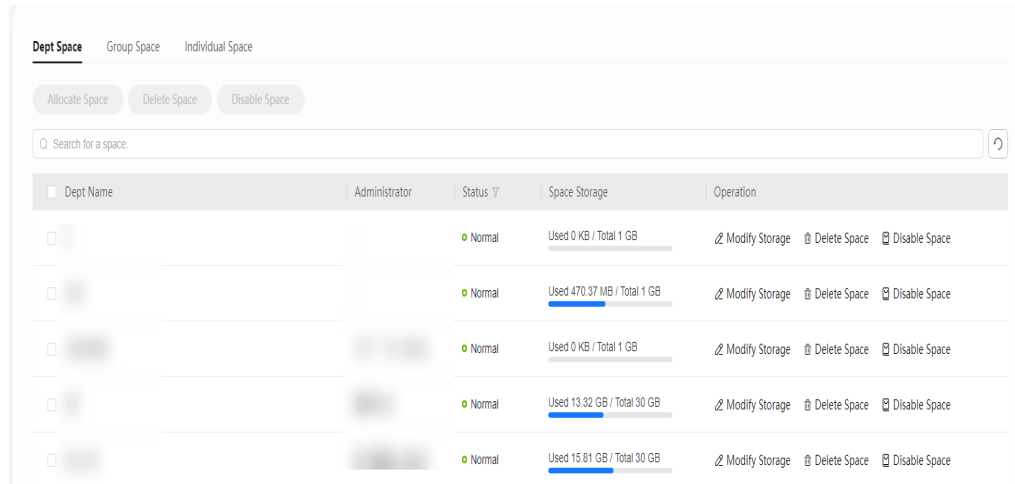 Dept Space Group Space Individual Space
Allocate Space Delete Space Disable Space
Search for a space.
Dept Name Administrator Status Space Storage Operation
Normal Used 0 KB / Total 1 GB Modify Storage Delete Space Disable Space
Normal Used 470.37 MB / Total 1 GB Modify Storage Delete Space Disable Space
Normal Used 0 KB / Total 1 GB Modify Storage Delete Space Disable Space
Normal Used 13.32 GB / Total 30 GB Modify Storage Delete Space Disable Space
Normal Used 15.81 GB / Total 30 GB Modify Storage Delete Space Disable Space